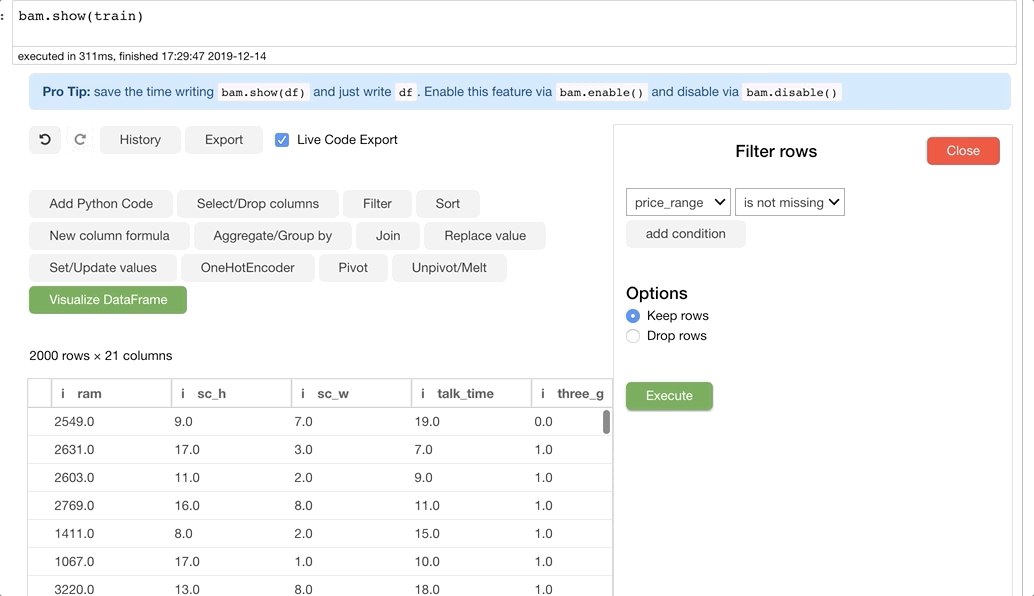 : bam.show(train)
executed in 311ms, finished 17:29:47 2019-12-14
Pro Tip: save the time writing bam.show(df) and just write df . Enable this feature via bam.enable() and disable via bam.disable()
History Export Live Code Export
Filter rows Close
Add Python Code Select/Drop columns Filter Sort
price_range is not missing
New column formula Aggregate/Group by Join Replace value
add condition
Set/Update values OneHotEncoder Pivot Unpivot/Melt
Visualize DataFrame
Options
Keep rows
Drop rows
2000 rows × 21 columns
Execute
i ram i sc_h i sc_w i talk_time i three_g
2549.0 9.0 7.0 19.0 0.0
2631.0 17.0 3.0 7.0 1.0
2603.0 11.0 2.0 9.0 1.0
2769.0 16.0 8.0 11.0 1.0
1411.0 8.0 2.0 15.0 1.0
1067.0 17.0 1.0 10.0 1.0
3220.0 13.0 8.0 18.0 1.0